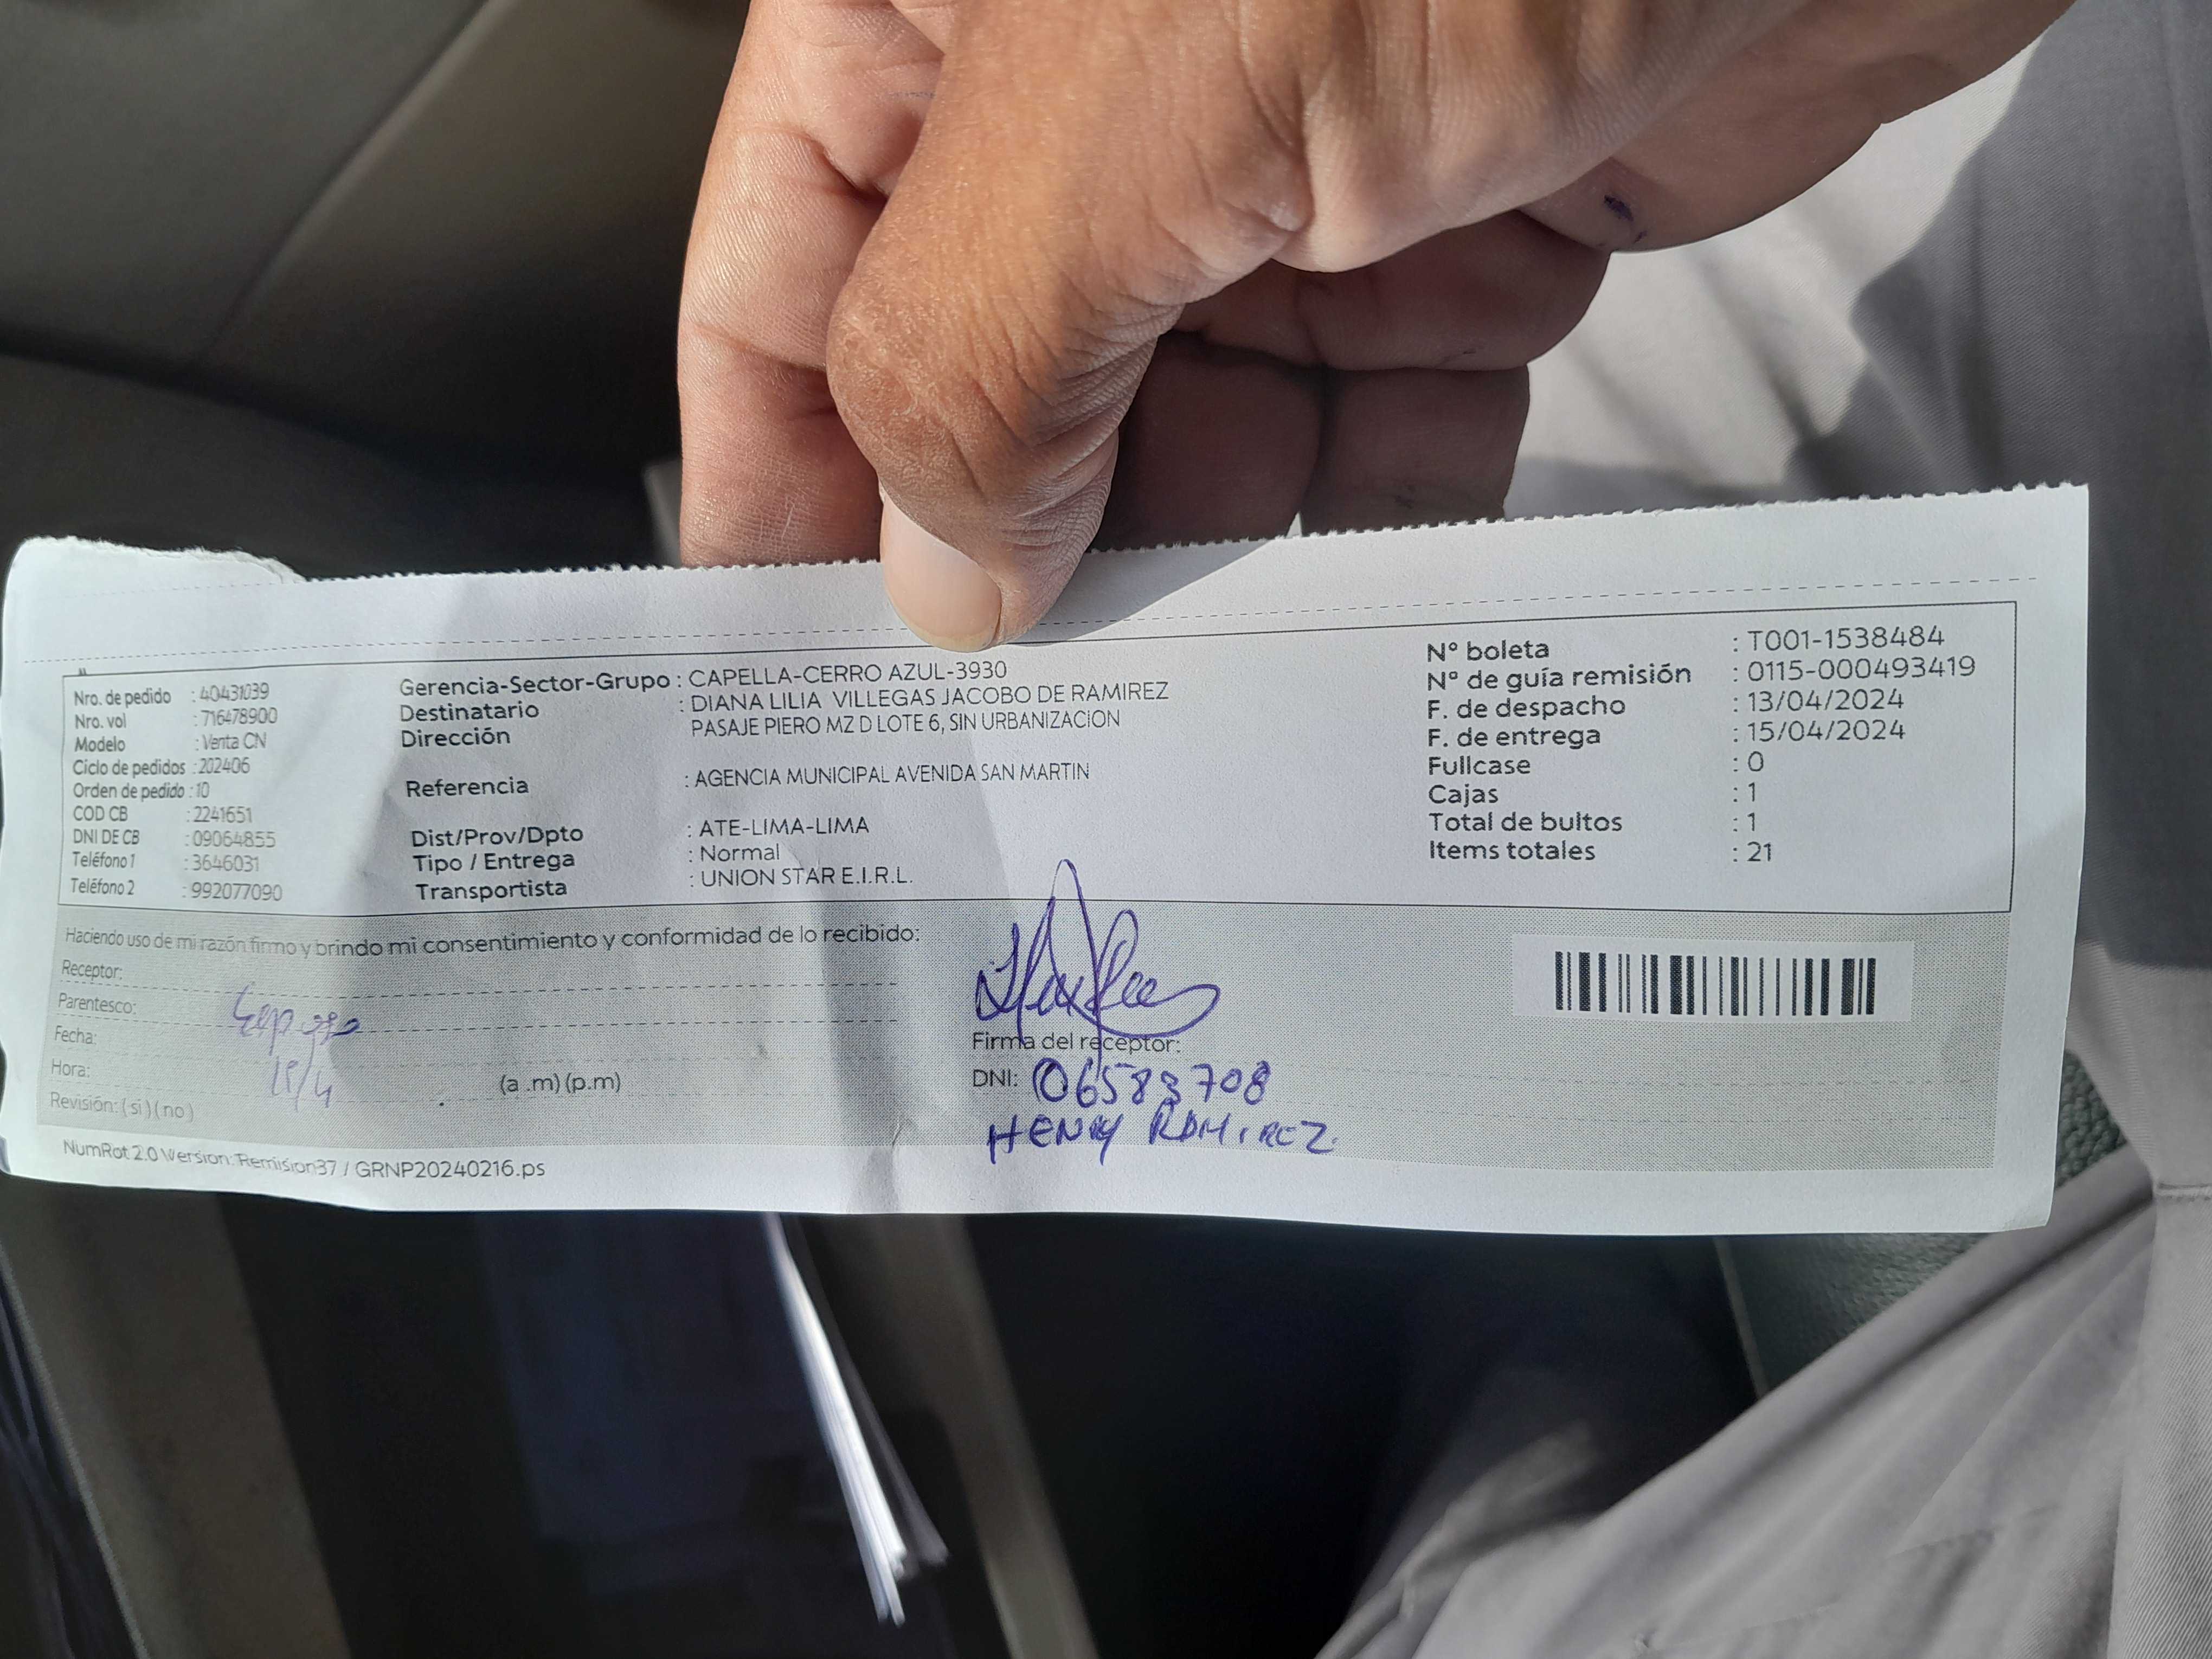 Nro. de pedido : 40431039
Nro. vol : 716478900
Modelo : Venta CN
Ciclo de pedidos : 202406
Orden de pedido : 10
COD CB : 2241651
DNI DE CB : 09064855
Teléfono 1 : 3646031
Teléfono 2 : 992077090
Gerencia-Sector-Grupo : CAPELLA-CERRO AZUL-3930
Destinatario : DIANA LILIA VILLEGAS JACOBO DE RAMIREZ
Dirección PASAJE PIERO MZ D LOTE 6, SIN URBANIZACION
Referencia : AGENCIA MUNICIPAL AVENIDA SAN MARTIN
Dist/Prov/Dpto : ATE-LIMA-LIMA
Tipo / Entrega : Normal
Transportista : UNION STAR E.I.R.L.
N° boleta : T001-1538484
N° de guía remisión : 0115-000493419
F. de despacho : 13/04/2024
F. de entrega : 15/04/2024
Fullcase : 0
Cajas : 1
Total de bultos : 1
Items totales : 21
Haciendo uso de mi razón firmo y brindo mi consentimiento y conformidad de lo recibido:
Receptor:
Parentesco: Esposo
Fecha:
Hora: (a .m) (p.m)
Revisión: ( si ) ( no )
Firma del receptor:
DNI: 06583708
HENRY RAMIREZ
NumRot 2.0 Version: Remision37 / GRNP20240216.ps